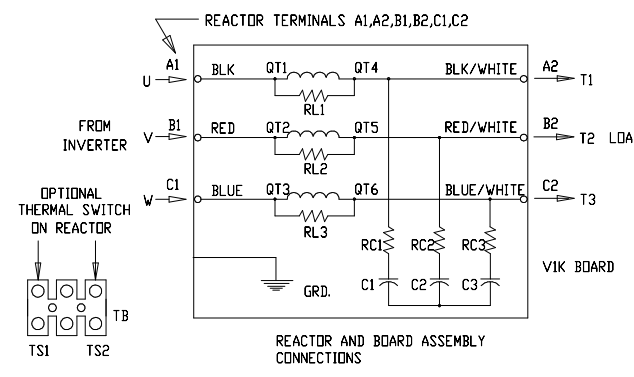 REACTOR TERMINALS A1,A2,B1,B2,C1,C2
A1 BLK QT1 QT4 BLK/WHITE A2
U T1
RL1
FROM INVERTER
B1 RED QT2 QT5 RED/WHITE B2
V T2 LOA
RL2
C1 BLUE QT3 QT6 BLUE/WHITE C2
W T3
RL3
OPTIONAL
THERMAL SWITCH
ON REACTOR
RC1 RC2 RC3
V1K BOARD
C1 C2 C3
GRD.
TB
TS1 TS2
REACTOR AND BOARD ASSEMBLY
CONNECTIONS